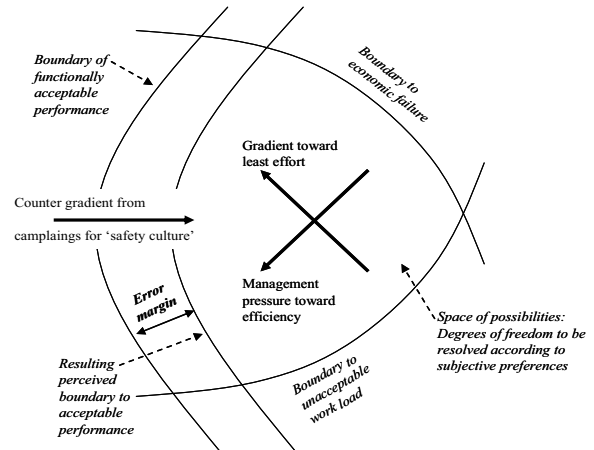 Boundary of
functionally
acceptable
performance
Boundary to
economic failure
Gradient toward
least effort
Counter gradient from
camplaings for ‘safety culture’
Management
pressure toward
efficiency
Error
margin
Space of possibilities:
Degrees of freedom to be
resolved according to
subjective preferences
Resulting
perceived
boundary to
acceptable
performance
Boundary to
unacceptable
work load